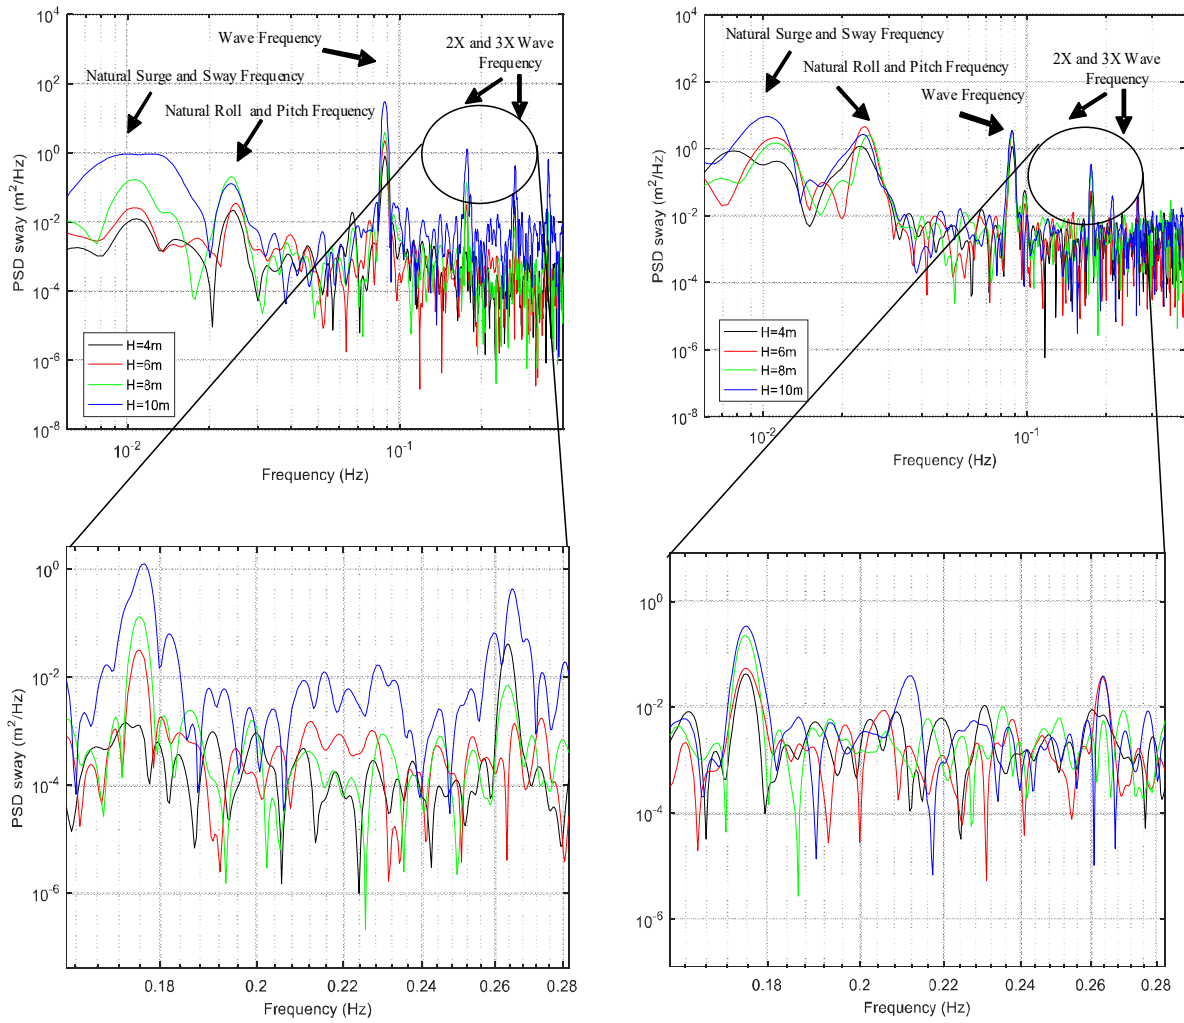 Wave Frequency
2X and 3X Wave
Frequency
Natural Surge and Sway Frequency
Natural Roll and Pitch Frequency
PSD sway (m²/Hz)
10⁴
10²
10⁰
10⁻²
10⁻⁴
10⁻⁶
10⁻⁸
H=4m
H=6m
H=8m
H=10m
10⁻²
10⁻¹
Frequency (Hz)
Natural Surge and Sway Frequency
Natural Roll and Pitch Frequency
2X and 3X Wave
Frequency
Wave Frequency
PSD sway (m²/Hz)
10⁴
10²
10⁰
10⁻²
10⁻⁴
10⁻⁶
10⁻⁸
H=4m
H=6m
H=8m
H=10m
10⁻²
10⁻¹
Frequency (Hz)
PSD sway (m²/Hz)
10⁰
10⁻²
10⁻⁴
10⁻⁶
0.18 0.2 0.22 0.24 0.26 0.28
Frequency (Hz)
10⁰
10⁻²
10⁻⁴
10⁻⁶
0.18 0.2 0.22 0.24 0.26 0.28
Frequency (Hz)